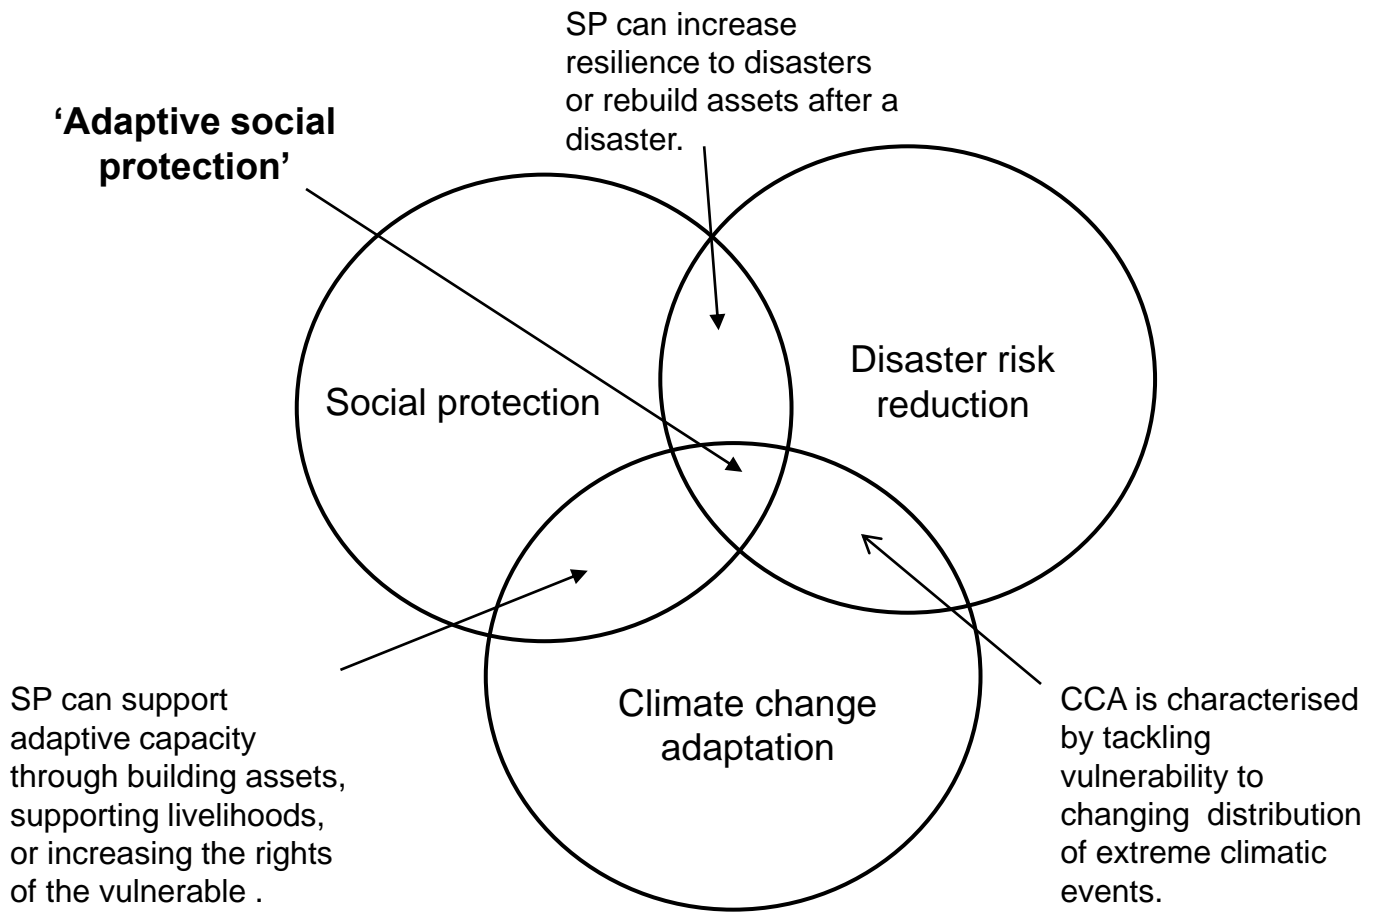 SP can increase
resilience to disasters
or rebuild assets after a
disaster.
‘Adaptive social
protection’
Disaster risk
reduction
Social protection
Climate change
adaptation
SP can support
adaptive capacity
through building assets,
supporting livelihoods,
or increasing the rights
of the vulnerable .
CCA is characterised
by tackling
vulnerability to
changing  distribution
of extreme climatic
events.